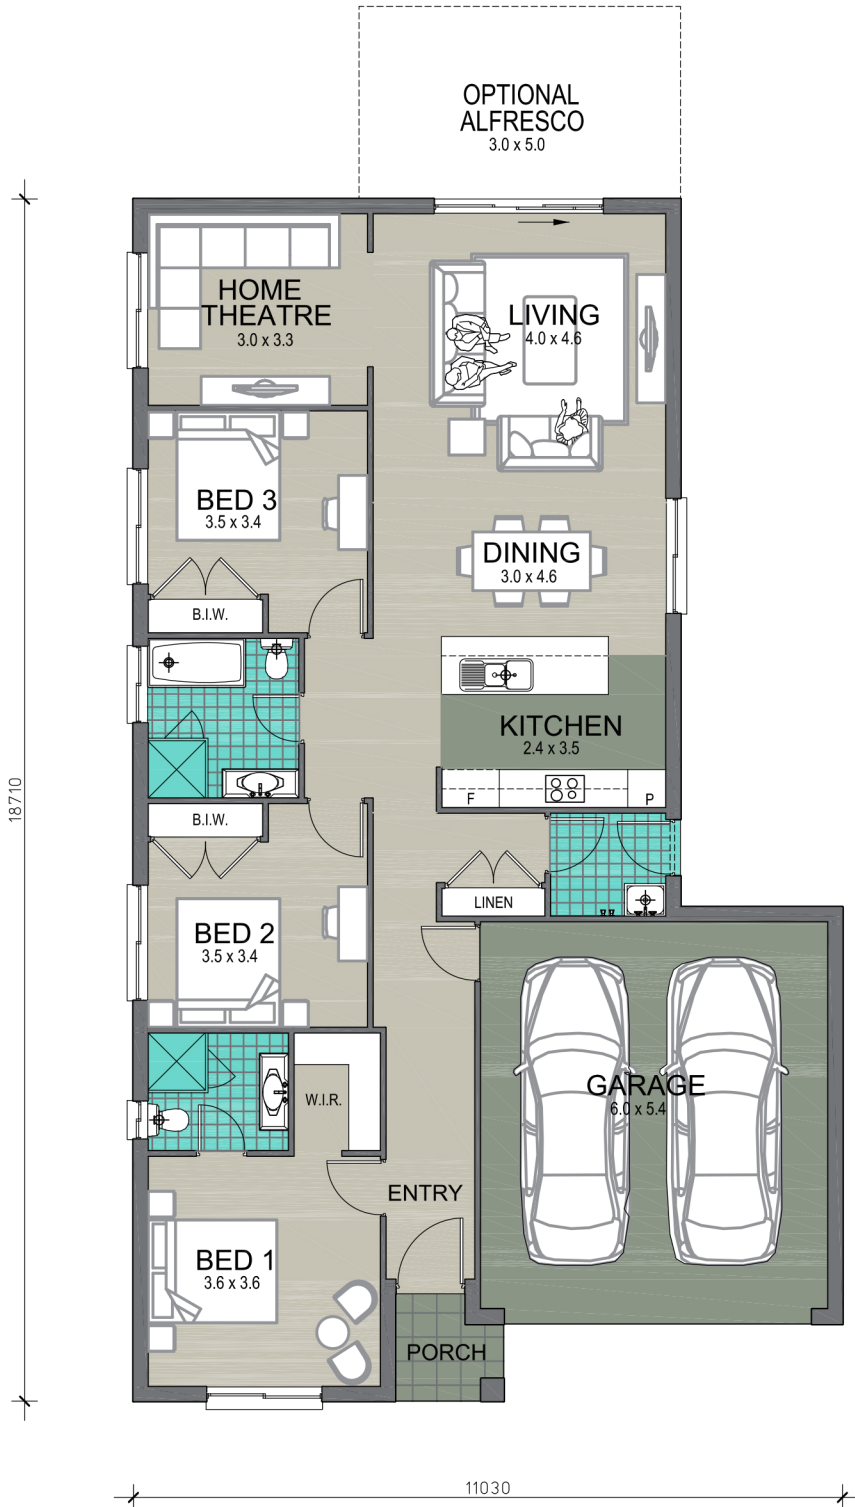 OPTIONAL
ALFRESCO
3.0 x 5.0
HOME
THEATRE
3.0 x 3.3
LIVING
4.0 x 4.6
BED 3
3.5 x 3.4
DINING
3.0 x 4.6
B.I.W.
KITCHEN
2.4 x 3.5
F
P
18710
B.I.W.
LINEN
BED 2
3.5 x 3.4
GARAGE
6.0 x 5.4
W.I.R.
ENTRY
BED 1
3.6 x 3.6
PORCH
11030